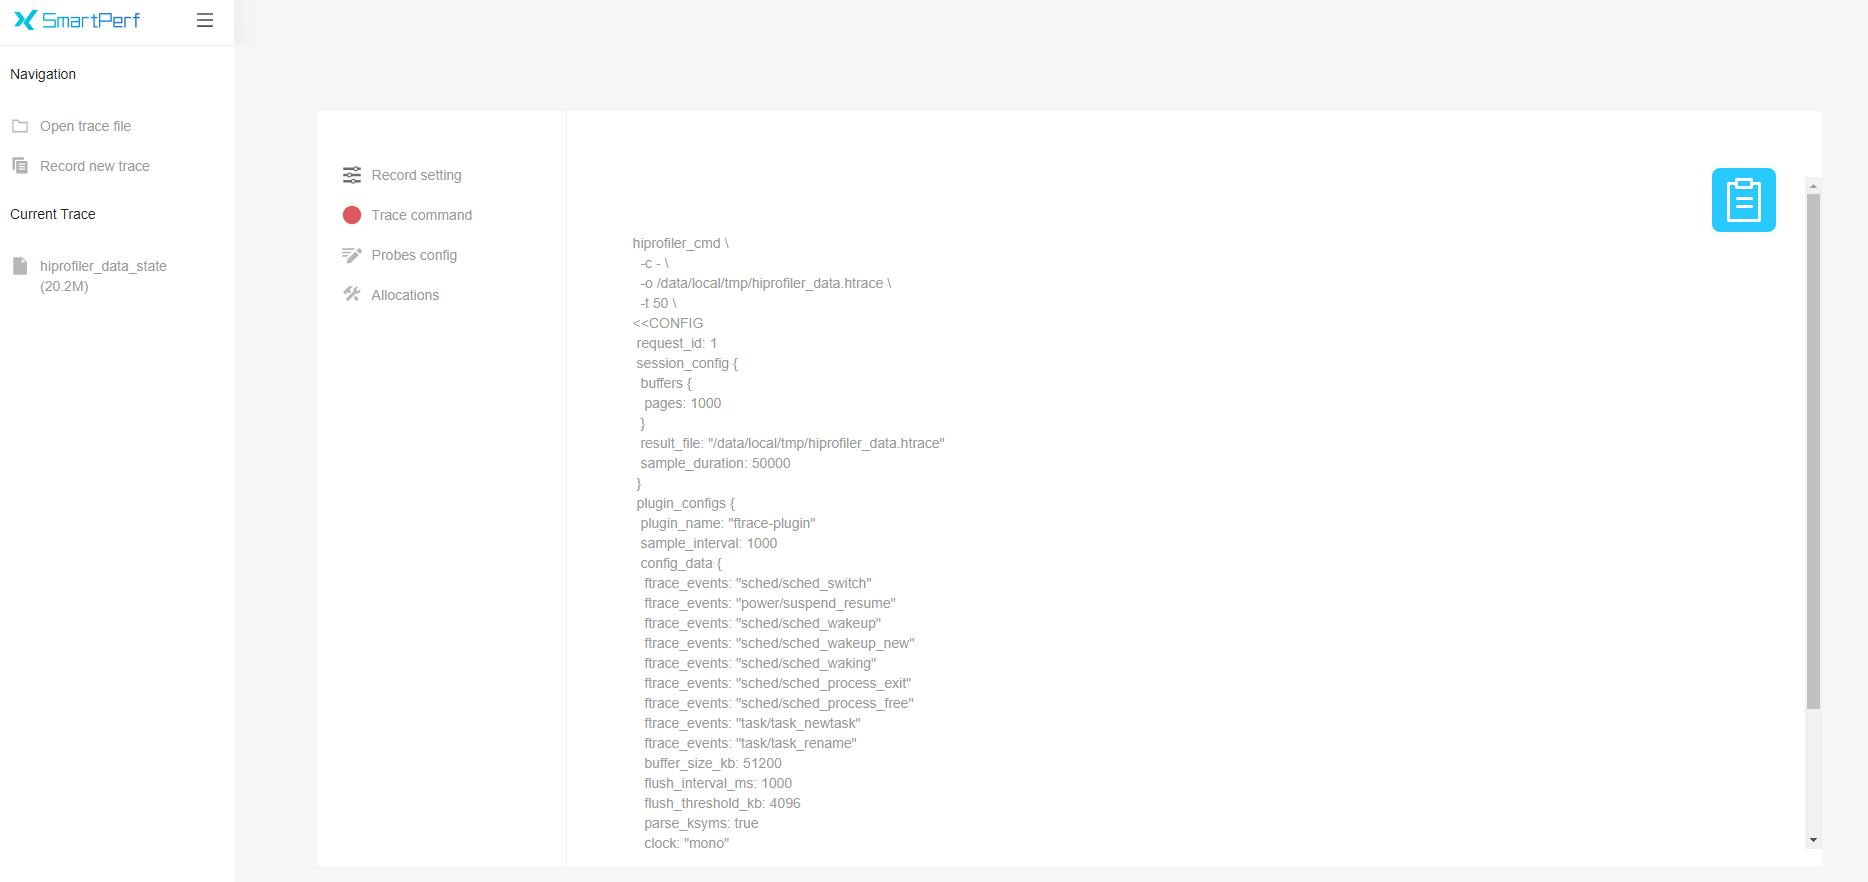 SmartPerf
Navigation
Open trace file
Record new trace
Current Trace
hiprofiler_data_state
(20.2M)
Record setting
Trace command
Probes config
Allocations
hiprofiler_cmd \
-c - \
-o /data/local/tmp/hiprofiler_data.htrace \
-t 50 \
<<CONFIG
request_id: 1
session_config {
buffers {
pages: 1000
}
result_file: "/data/local/tmp/hiprofiler_data.htrace"
sample_duration: 50000
}
plugin_configs {
plugin_name: "ftrace-plugin"
sample_interval: 1000
config_data {
ftrace_events: "sched/sched_switch"
ftrace_events: "power/suspend_resume"
ftrace_events: "sched/sched_wakeup"
ftrace_events: "sched/sched_wakeup_new"
ftrace_events: "sched/sched_waking"
ftrace_events: "sched/sched_process_exit"
ftrace_events: "sched/sched_process_free"
ftrace_events: "task/task_newtask"
ftrace_events: "task/task_rename"
buffer_size_kb: 51200
flush_interval_ms: 1000
flush_threshold_kb: 4096
parse_ksyms: true
clock: "mono"